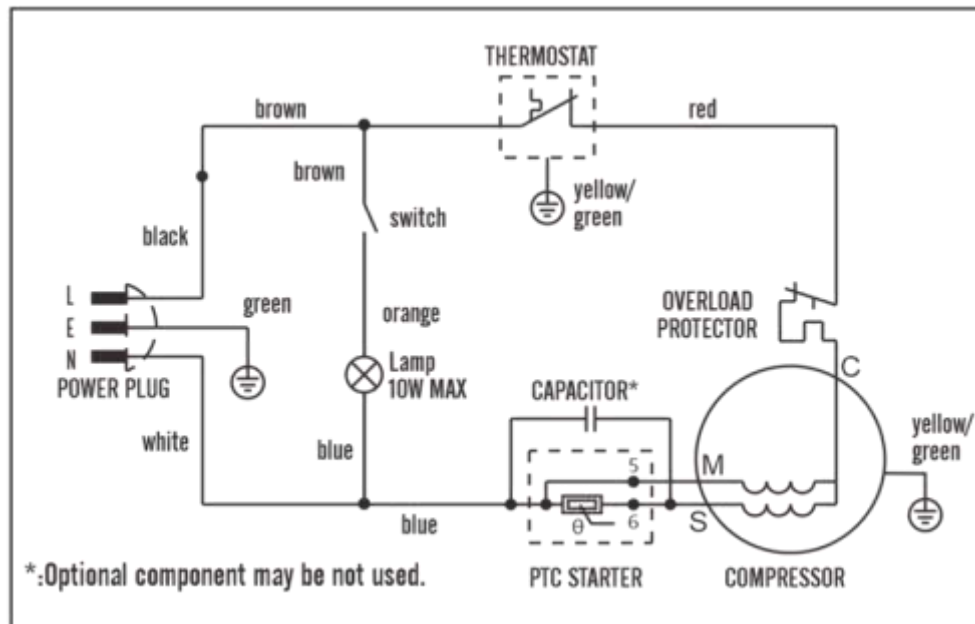 THERMOSTAT
brown
red
brown
yellow/
green
switch
black
L
green
OVERLOAD
PROTECTOR
E
orange
N
Lamp
10W MAX
POWER PLUG
CAPACITOR*
C
yellow/
green
white
blue
5
M
blue
θ
6
S
*:Optional component may be not used.
PTC STARTER
COMPRESSOR